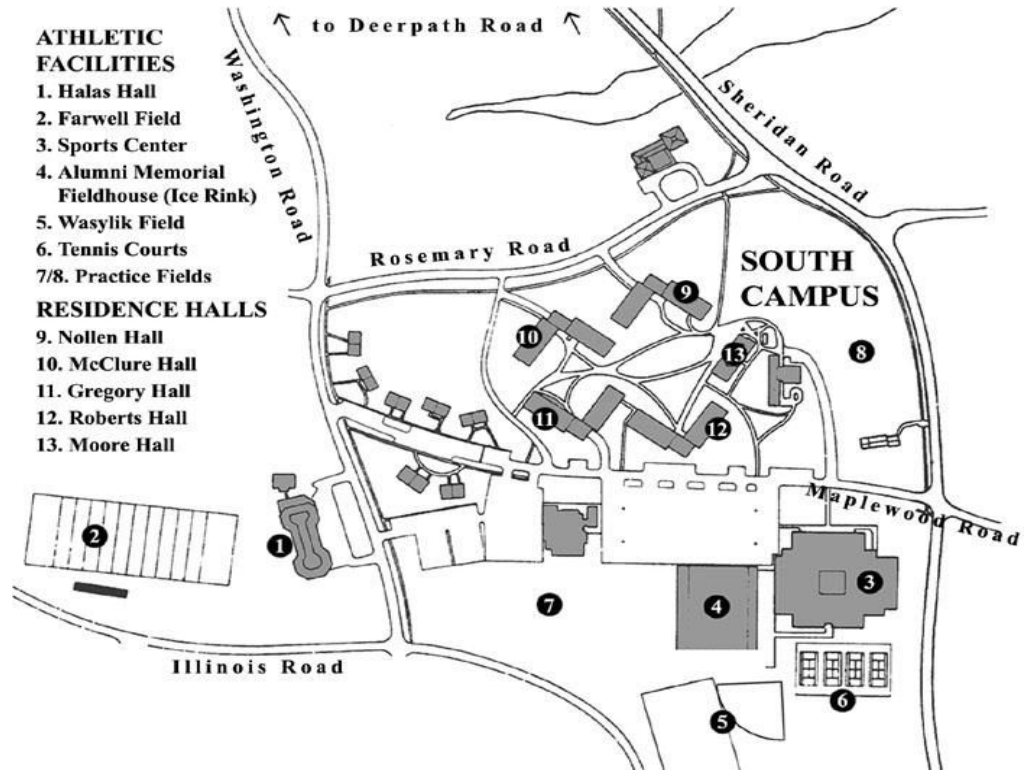 to Deerpath Road
ATHLETIC
FACILITIES
1. Halas Hall
2. Farwell Field
3. Sports Center
4. Alumni Memorial
Fieldhouse (Ice Rink)
5. Wasylik Field
6. Tennis Courts
7/8. Practice Fields
RESIDENCE HALLS
9. Nollen Hall
10. McClure Hall
11. Gregory Hall
12. Roberts Hall
13. Moore Hall
Washington Road
Sheridan Road
Rosemary Road
SOUTH
CAMPUS
9
10
13
8
11
12
Maplewood Road
2
1
7
4
3
Illinois Road
5
6